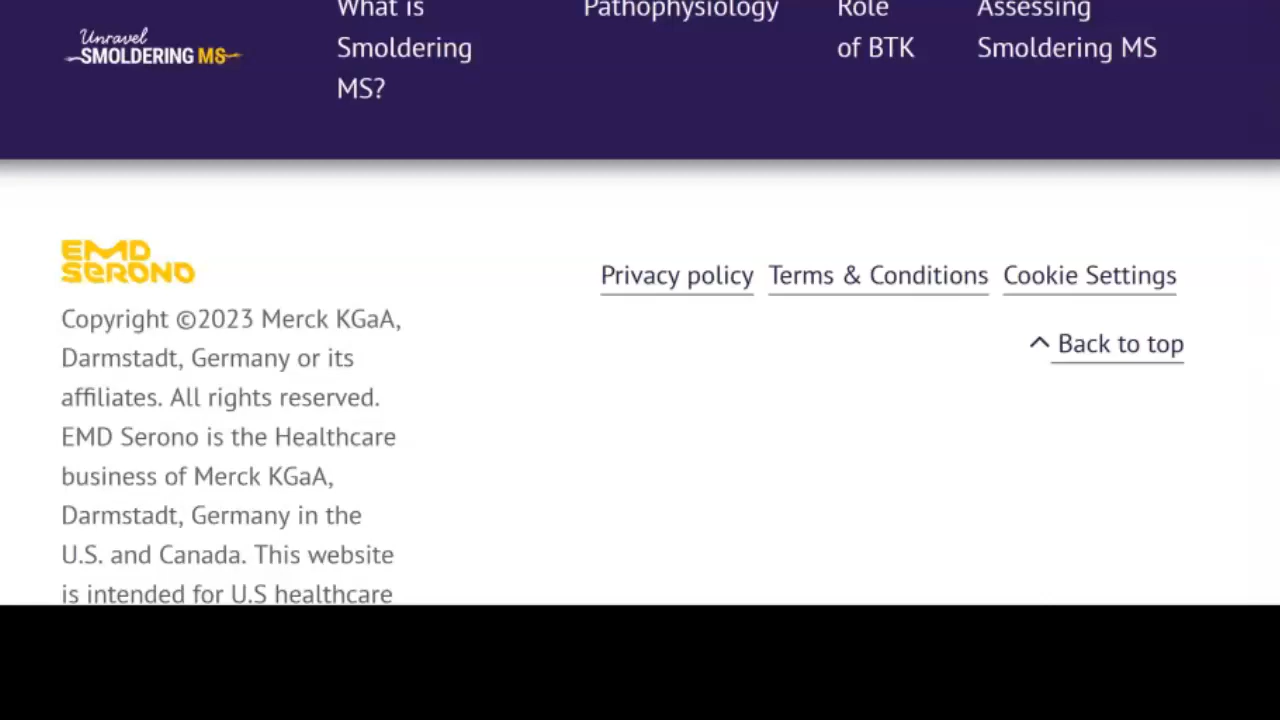 What is
Smoldering
MS?
Pathophysiology
Role
of BTK
Assessing
Smoldering MS
Unravel
SMOLDERING MS
EMD
SERONO
Copyright ©2023 Merck KGaA,
Darmstadt, Germany or its
affiliates. All rights reserved.
EMD Serono is the Healthcare
business of Merck KGaA,
Darmstadt, Germany in the
U.S. and Canada. This website
is intended for U.S healthcare
Privacy policy Terms & Conditions Cookie Settings
Back to top